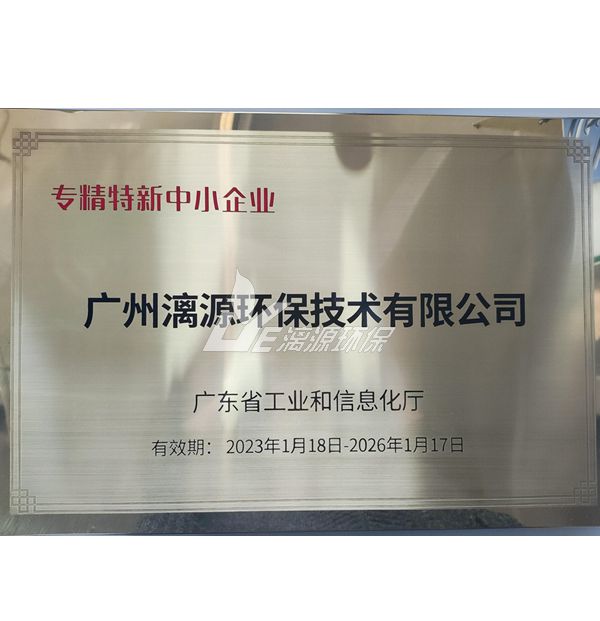 专精特新中小企业
广州漓源环保技术有限公司
漓源环保
广东省工业和信息化厅
有效期： 2023年1月18日-2026年1月17日